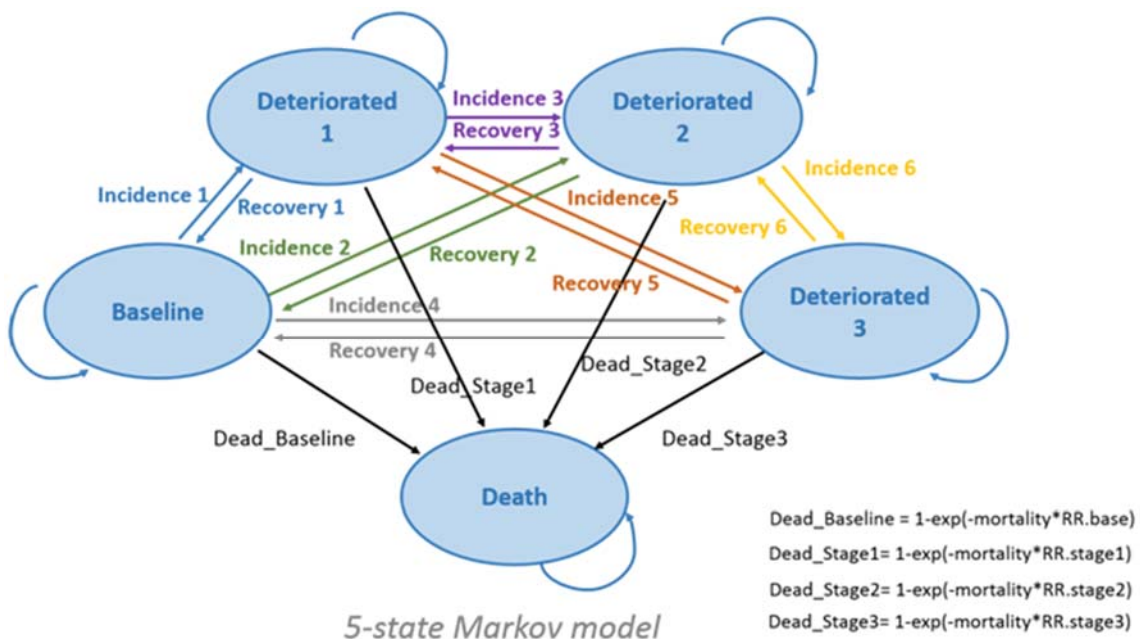 Deteriorated
1
Deteriorated
2
Incidence 3
Recovery 3
Incidence 1
Recovery 1
Incidence 5
Incidence 6
Recovery 6
Incidence 2
Recovery 2
Recovery 5
Baseline
Incidence 4
Recovery 4
Deteriorated
3
Dead_Stage1
Dead_Stage2
Dead_Baseline
Dead_Stage3
Death
Dead_Baseline = 1-exp(-mortality*RR.base)
Dead_Stage1= 1-exp(-mortality*RR.stage1)
Dead_Stage2= 1-exp(-mortality*RR.stage2)
Dead_Stage3= 1-exp(-mortality*RR.stage3)
5-state Markov model